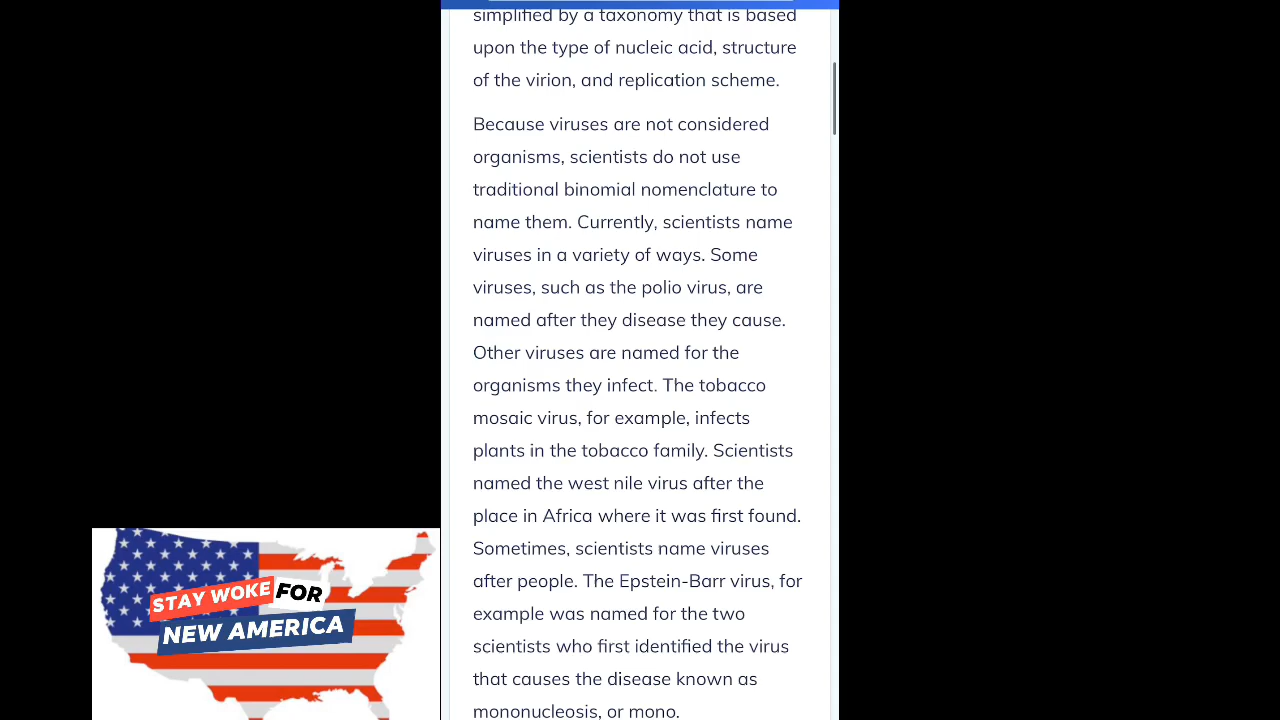 simplified by a taxonomy that is based
upon the type of nucleic acid, structure
of the virion, and replication scheme.
Because viruses are not considered
organisms, scientists do not use
traditional binomial nomenclature to
name them. Currently, scientists name
viruses in a variety of ways. Some
viruses, such as the polio virus, are
named after they disease they cause.
Other viruses are named for the
organisms they infect. The tobacco
mosaic virus, for example, infects
plants in the tobacco family. Scientists
named the west nile virus after the
place in Africa where it was first found.
Sometimes, scientists name viruses
after people. The Epstein-Barr virus, for
example was named for the two
scientists who first identified the virus
that causes the disease known as
mononucleosis, or mono.
STAY WOKE FOR
NEW AMERICA